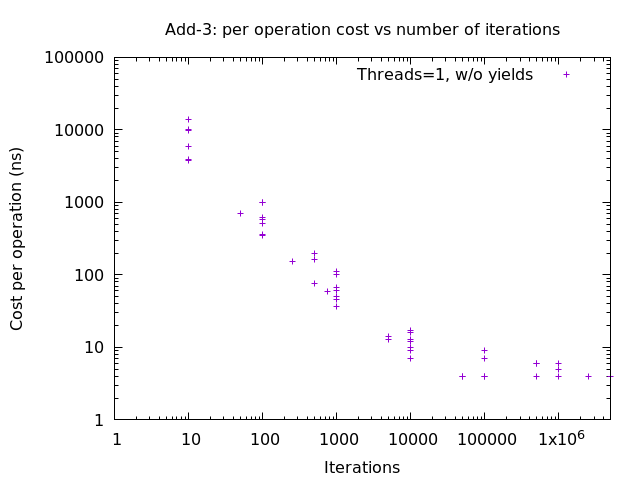 Add-3: per operation cost vs number of iterations
Threads=1, w/o yields
Cost per operation (ns)
100000
10000
1000
100
10
1
1 10 100 1000 10000 100000 1x10⁶
Iterations